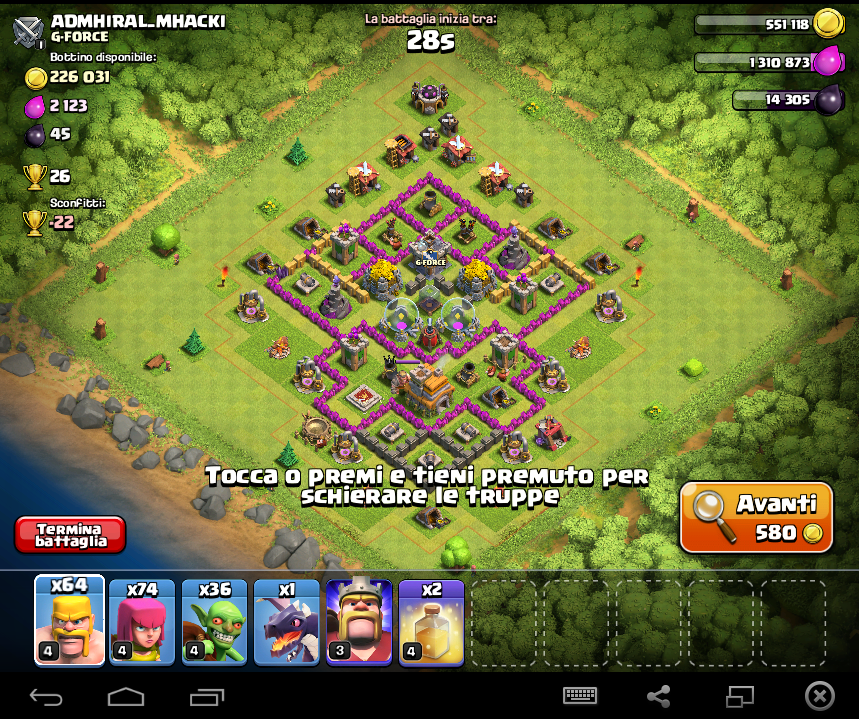 ADMHIRAL_MHACKI
G-FORCE
Bottino disponibile:
226 031
2 123
45
26
Sconfitti:
-22
La battaglia inizia tra:
28s
551 118
1 310 873
14 305
G-FORCE
Tocca o premi e tieni premuto per
schierare le truppe
Termina
battaglia
Avanti
580
x64
x74
x36
x1
x2
4
4
4
3
4